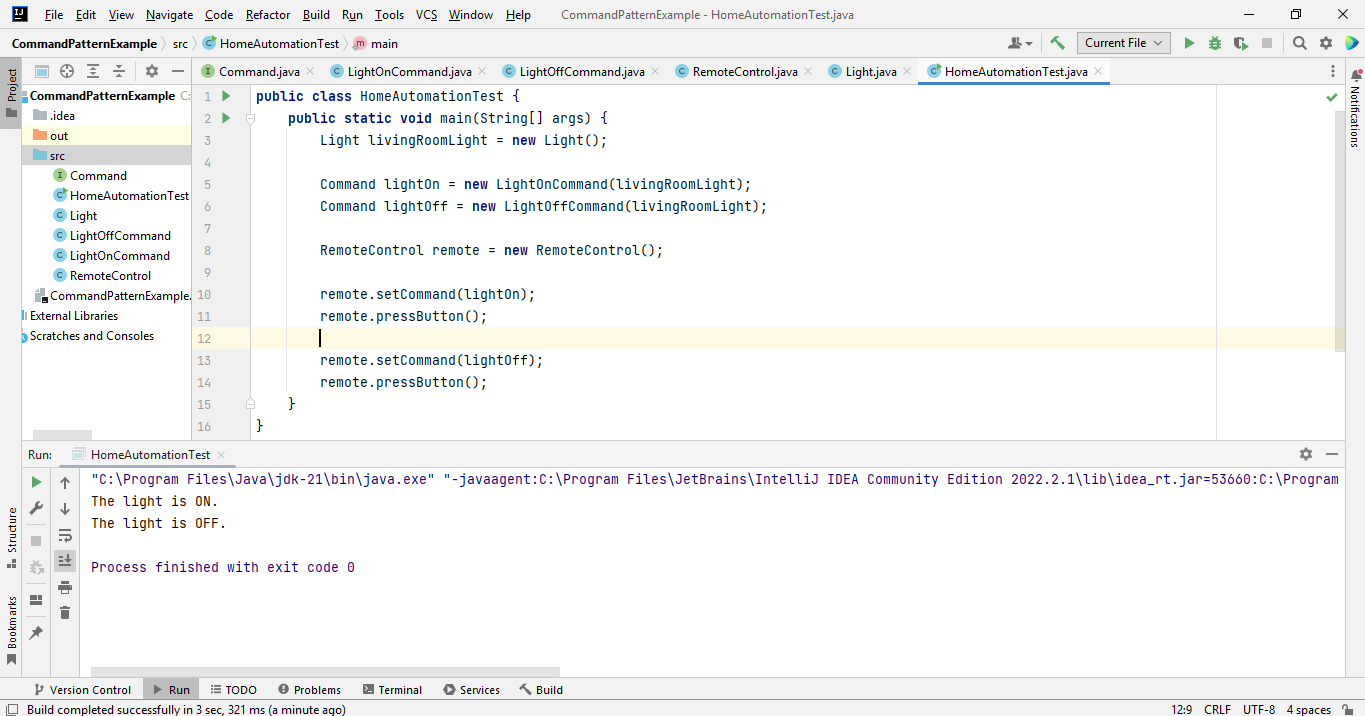 File Edit View Navigate Code Refactor Build Run Tools VCS Window Help CommandPatternExample - HomeAutomationTest.java
CommandPatternExample src HomeAutomationTest main Current File
Project
Command.java LightOnCommand.java LightOffCommand.java RemoteControl.java Light.java HomeAutomationTest.java
Notifications
CommandPatternExample C:
.idea
out
src
Command
HomeAutomationTest
Light
LightOffCommand
LightOnCommand
RemoteControl
CommandPatternExample.
External Libraries
Scratches and Consoles
1 public class HomeAutomationTest {
2 public static void main(String[] args) {
3 Light livingRoomLight = new Light();
4
5 Command lightOn = new LightOnCommand(livingRoomLight);
6 Command lightOff = new LightOffCommand(livingRoomLight);
7
8 RemoteControl remote = new RemoteControl();
9
10 remote.setCommand(lightOn);
11 remote.pressButton();
12
13 remote.setCommand(lightOff);
14 remote.pressButton();
15 }
16 }
Run: HomeAutomationTest
"C:\Program Files\Java\jdk-21\bin\java.exe" "-javaagent:C:\Program Files\JetBrains\IntelliJ IDEA Community Edition 2022.2.1\lib\idea_rt.jar=53660:C:\Program
The light is ON.
The light is OFF.
Process finished with exit code 0
Structure
Bookmarks
Version Control Run TODO Problems Terminal Services Build
Build completed successfully in 3 sec, 321 ms (a minute ago) 12:9 CRLF UTF-8 4 spaces